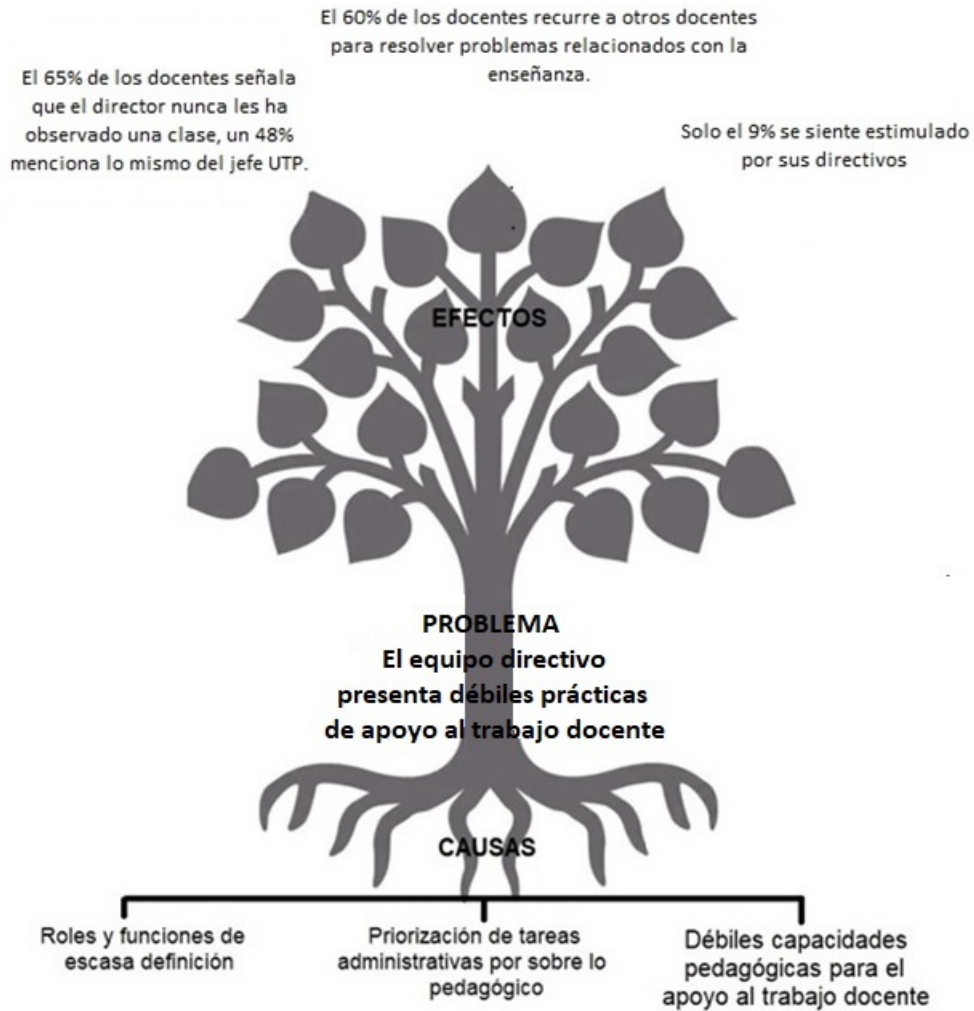 El 60% de los docentes recurre a otros docentes
para resolver problemas relacionados con la
enseñanza.
El 65% de los docentes señala
que el director nunca les ha
observado una clase, un 48%
menciona lo mismo del jefe UTP.
Solo el 9% se siente estimulado
por sus directivos
EFECTOS
PROBLEMA
El equipo directivo
presenta débiles prácticas
de apoyo al trabajo docente
CAUSAS
Roles y funciones de
escasa definición
Priorización de tareas
administrativas por sobre lo
pedagógico
Débiles capacidades
pedagógicas para el
apoyo al trabajo docente